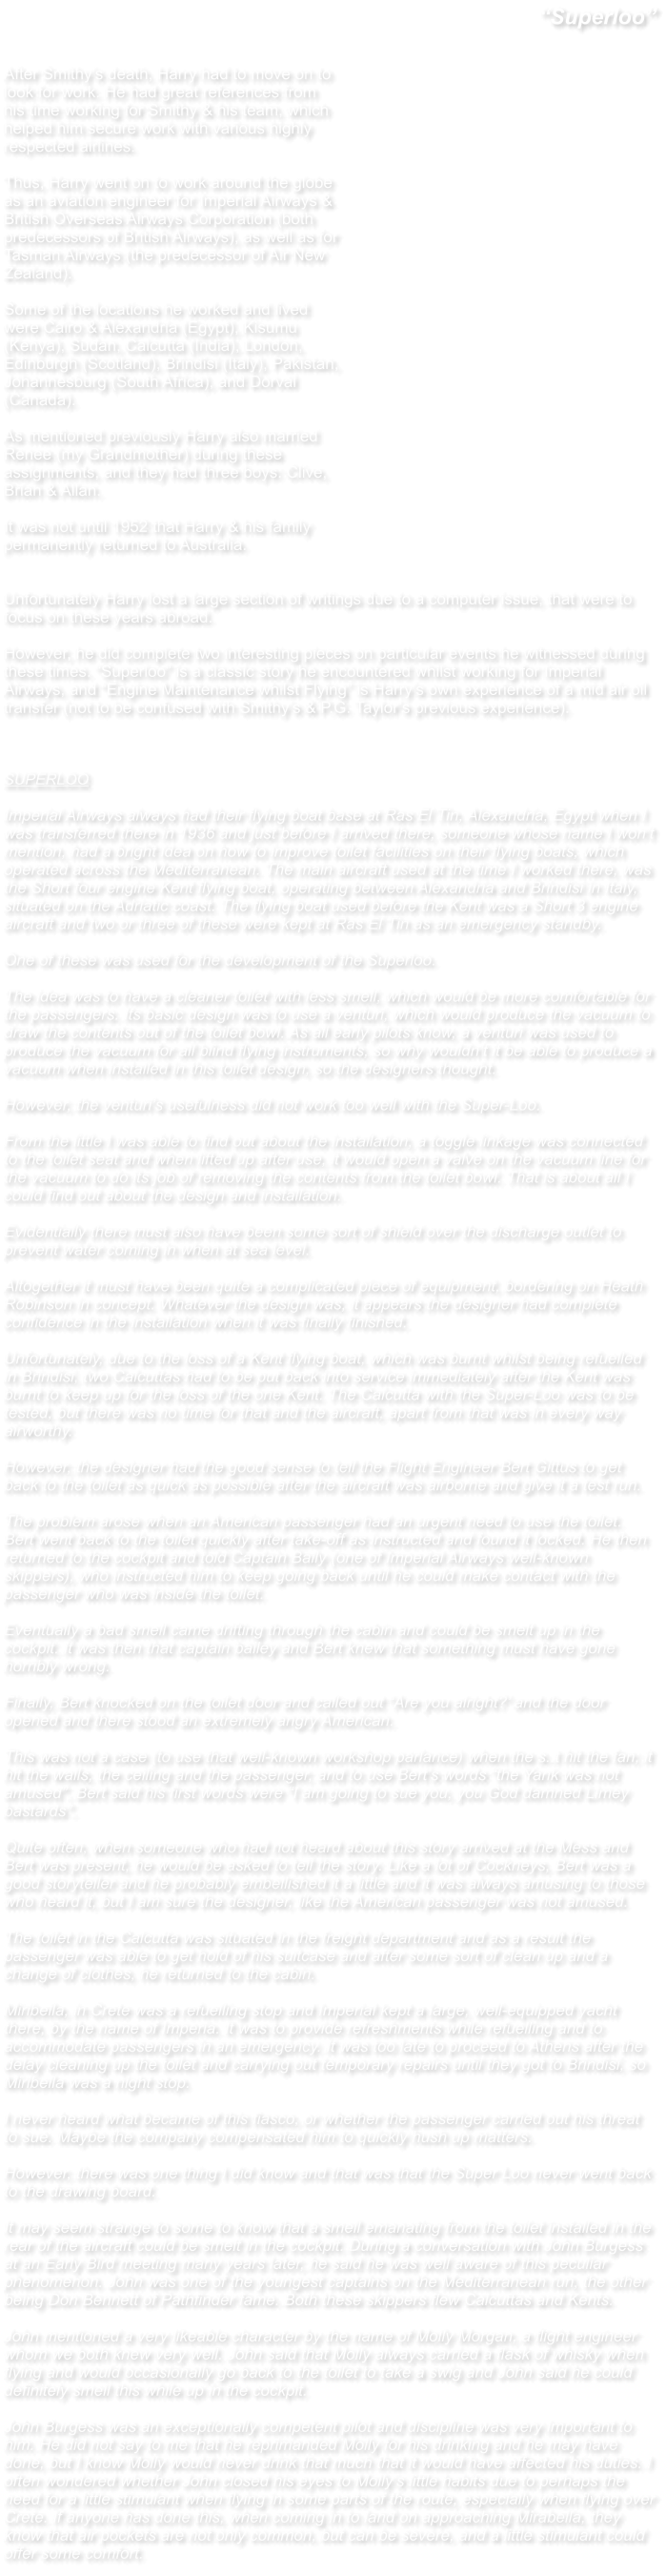 "Superloo"
After Smithy's death, Harry had to move on to
look for work. He had great references from
his time working for Smithy & his team, which
helped him secure work with various highly
respected airlines.
Thus, Harry went on to work around the globe
as an aviation engineer for Imperial Airways &
British Overseas Airways Corporation (both
predecessors of British Airways), as well as for
Tasman Airways (the predecessor of Air New
Zealand).
Some of the locations he worked and lived
were Cairo & Alexandria (Egypt), Kisumu
(Kenya), Sudan, Calcutta (India), London,
Edinburgh (Scotland), Brindisi (Italy), Pakistan,
Johannesburg (South Africa), and Dorval
(Canada).
As mentioned previously Harry also married
Renee (my Grandmother) during these
assignments, and they had three boys: Clive,
Brian & Allan.
It was not until 1952 that Harry & his family
permanently returned to Australia.
Unfortunately Harry lost a large section of writings due to a computer issue, that were to
focus on these years abroad.
However, he did complete two interesting pieces on particular events he witnessed during
these times. "Superloo" is a classic story he encountered whilst working for Imperial
Airways, and "Engine Maintenance whilst Flying" is Harry's own experience of a mid air oil
transfer (not to be confused with Smithy's & P.G. Taylor's previous experience).
SUPERLOO
Imperial Airways always had their flying boat base at Ras El Tin, Alexandria, Egypt when I
was transferred there in 1936 and just before I arrived there, someone whose name I won't
mention, had a bright idea on how to improve toilet facilities on their flying boats, which
operated across the Mediterranean. The main aircraft used at the time I worked there, was
the Short four engine Kent flying boat, operating between Alexandria and Brindisi in Italy,
situated on the Adriatic coast. The flying boat used before the Kent was a Short 3 engine
aircraft and two or three of these were kept at Ras El Tin as an emergency standby.
One of these was used for the development of the Superloo.
The idea was to have a cleaner toilet with less smell, which would be more comfortable for
the passengers. Its basic design was to use a venturi, which would produce the vacuum to
draw the contents out of the toilet bowl. As all early pilots know, a venturi was used to
produce the vacuum for all blind flying instruments, so why wouldn't it be able to produce a
vacuum when installed in this toilet design, so the designers thought.
However, the venturi's usefulness did not work too well with the Super-Loo.
From the little I was able to find out about the installation, a toggle linkage was connected
to the toilet seat and when lifted up after use, it would open a valve on the vacuum line for
the vacuum to do its job of removing the contents from the toilet bowl. That is about all I
could find out about the design and installation.
Evidentially there must also have been some sort of shield over the discharge outlet to
prevent water coming in when at sea level.
Altogether it must have been quite a complicated piece of equipment, bordering on Heath
Robinson in concept. Whatever the design was, it appears the designer had complete
confidence in the installation when it was finally finished.
Unfortunately, due to the loss of a Kent flying boat, which was burnt whilst being refuelled
in Brindisi, two Calcuttas had to be put back into service immediately after the Kent was
burnt to keep up for the loss of the one Kent. The Calcutta with the Super-Loo was to be
tested, but there was no time for that and the aircraft, apart from that was in every way
airworthy.
However, the designer had the good sense to tell the Flight Engineer Bert Gittus to get
back to the toilet as quick as possible after the aircraft was airborne and give it a test run.
The problem arose when an American passenger had an urgent need to use the toilet.
Bert went back to the toilet quickly after take-off as instructed and found it locked. He then
returned to the cockpit and told Captain Baily (one of Imperial Airways well-known
skippers), who instructed him to keep going back until he could make contact with the
passenger who was inside the toilet.
Eventually a bad smell came drifting through the cabin and could be smelt up in the
cockpit. It was then that captain Bailey and Bert knew that something must have gone
horribly wrong.
Finally, Bert knocked on the toilet door and called out "Are you alright?" and the door
opened and there stood an extremely angry American.
This was not a case (to use that well-known workshop parlance) when the s..t hit the fan; it
hit the walls, the ceiling and the passenger, and to use Bert's words "the Yank was not
amused". Bert said his first words were "I am going to sue you, you God damned Limey
bastards".
Quite often, when someone who had not heard about this story arrived at the Mess and
Bert was present, he would be asked to tell the story. Like a lot of Cockneys, Bert was a
good storyteller and he probably embellished it a little and it was always amusing to those
who heard it, but I am sure the designer, like the American passenger was not amused.
The toilet in the Calcutta was situated in the freight department and as a result the
passenger was able to get hold of his suitcase and after some sort of clean up and a
change of clothes, he returned to the cabin.
Miribella, in Crete was a refuelling stop and Imperial kept a large, well-equipped yacht
there, by the name of Imperia. It was to provide refreshments while refuelling and to
accommodate passengers in an emergency. It was too late to proceed to Athens after the
delay cleaning up the toilet and carrying out temporary repairs until they got to Brindisi, so
Miribella was a night stop.
I never heard what became of this fiasco, or whether the passenger carried out his threat
to sue. Maybe the company compensated him to quickly hush up matters.
However, there was one thing I did know and that was that the Super Loo never went back
to the drawing board.
It may seem strange to some to know that a smell emanating from the toilet installed in the
rear of the aircraft could be smelt in the cockpit. During a conversation with John Burgess
at an Early Bird meeting many years later, he said he was well aware of this peculiar
phenomenon. John was one of the youngest captains on the Mediterranean run, the other
being Don Bennett of Pathfinder fame. Both these skippers flew Calcuttas and Kents.
John mentioned a very likeable character by the name of Molly Morgan, a flight engineer
whom we both knew very well. John said that Molly always carried a flask of whisky when
flying and would occasionally go back to the toilet to take a swig and John said he could
definitely smell this while up in the cockpit.
John Burgess was an exceptionally competent pilot and discipline was very important to
him. He did not say to me that he reprimanded Molly for his drinking and he may have
done, but I know Molly would never drink that much that it would have affected his duties. I
often wondered whether John closed his eyes to Molly's little habits due to perhaps the
need for a little stimulant when flying in some parts of the route, especially when flying over
Crete. If anyone has done this, when coming in to land on approaching Mirabella, they
know that air pockets are not only common, but can be severe, and a little stimulant could
offer some comfort.